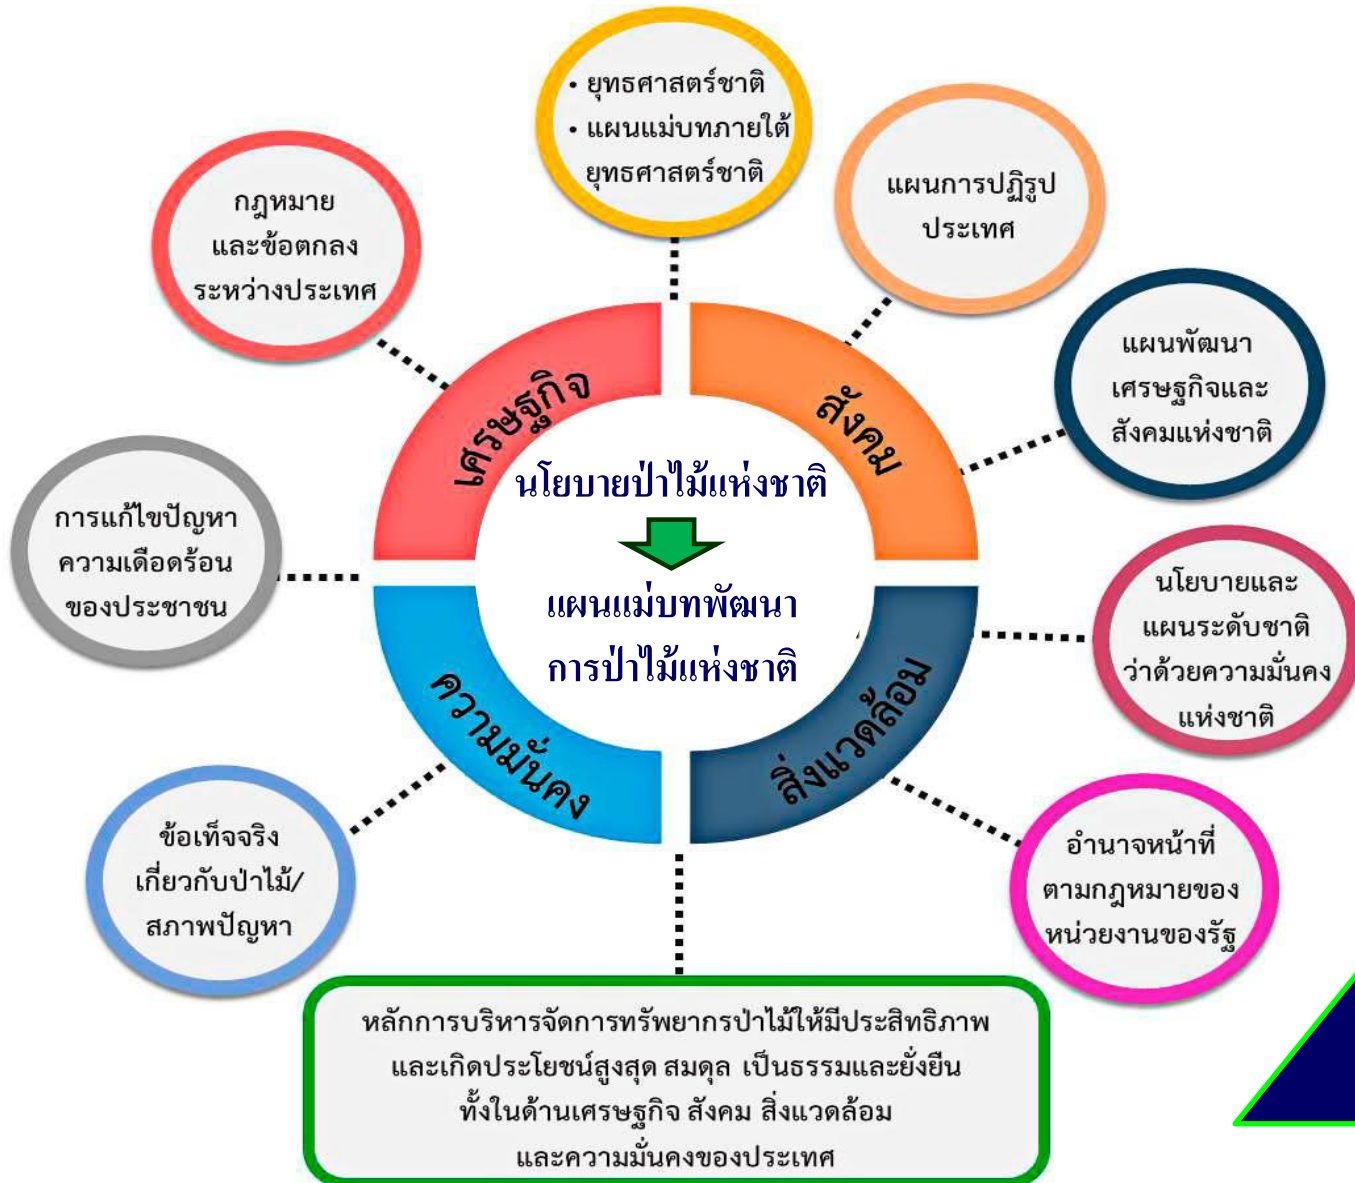 • ยุทธศาสตร์ชาติ
• แผนแม่บทภายใต้
ยุทธศาสตร์ชาติ
แผนการปฏิรูป
ประเทศ
กฎหมาย
และข้อตกลง
ระหว่างประเทศ
แผนพัฒนา
เศรษฐกิจและ
สังคมแห่งชาติ
เศรษฐกิจ
สังคม
นโยบายป่าไม้แห่งชาติ
แผนแม่บทพัฒนา
การป่าไม้แห่งชาติ
การแก้ไขปัญหา
ความเดือดร้อน
ของประชาชน
นโยบายและ
แผนระดับชาติ
ว่าด้วยความมั่นคง
แห่งชาติ
ความมั่นคง
สิ่งแวดล้อม
ข้อเท็จจริง
เกี่ยวกับป่าไม้/
สภาพปัญหา
อำนาจหน้าที่
ตามกฎหมายของ
หน่วยงานของรัฐ
หลักการบริหารจัดการทรัพยากรป่าไม้ให้มีประสิทธิภาพ
และเกิดประโยชน์สูงสุด สมดุล เป็นธรรมและยั่งยืน
ทั้งในด้านเศรษฐกิจ สังคม สิ่งแวดล้อม
และความมั่นคงของประเทศ